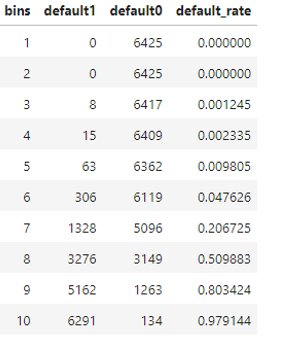 bins default1 default0 default_rate
1 0 6425 0.000000
2 0 6425 0.000000
3 8 6417 0.001245
4 15 6409 0.002335
5 63 6362 0.009805
6 306 6119 0.047626
7 1328 5096 0.206725
8 3276 3149 0.509883
9 5162 1263 0.803424
10 6291 134 0.979144